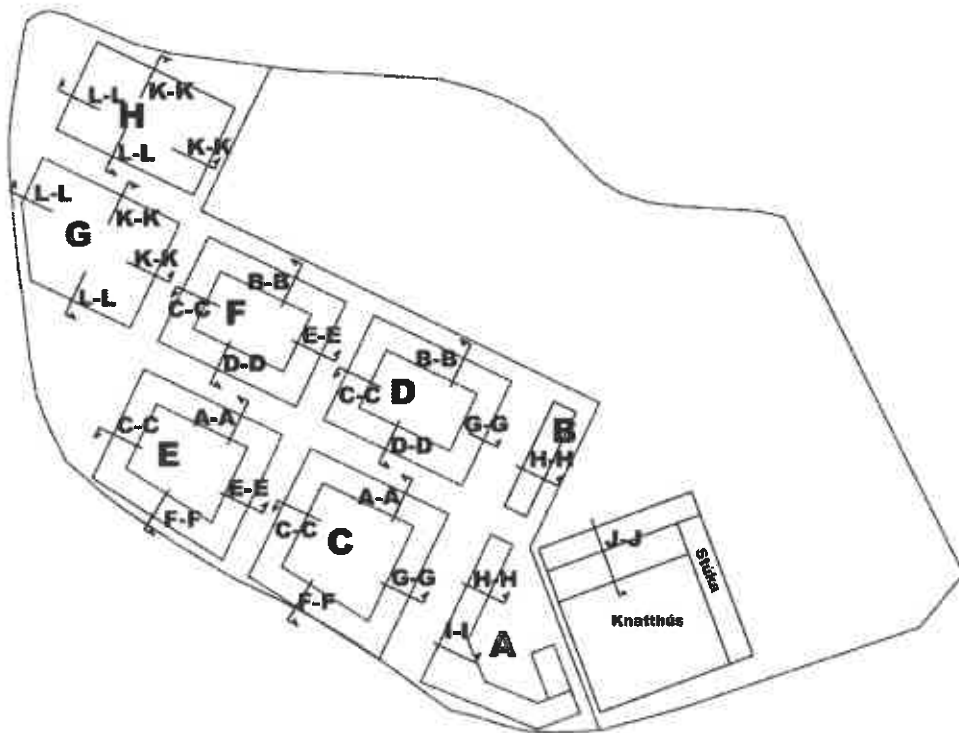 L-L
K-K
H
K-K
L-L
L-L
K-K
G
K-K
L-L
B-B
C-C
F
E-E
D-D
B-B
C-C
D
G-G
D-D
B
H-H
A-A
C-C
E
E-E
F-F
A-A
C-C
C
G-G
F-F
H-H
I-I
A
J-J
Stúka
Knatthús